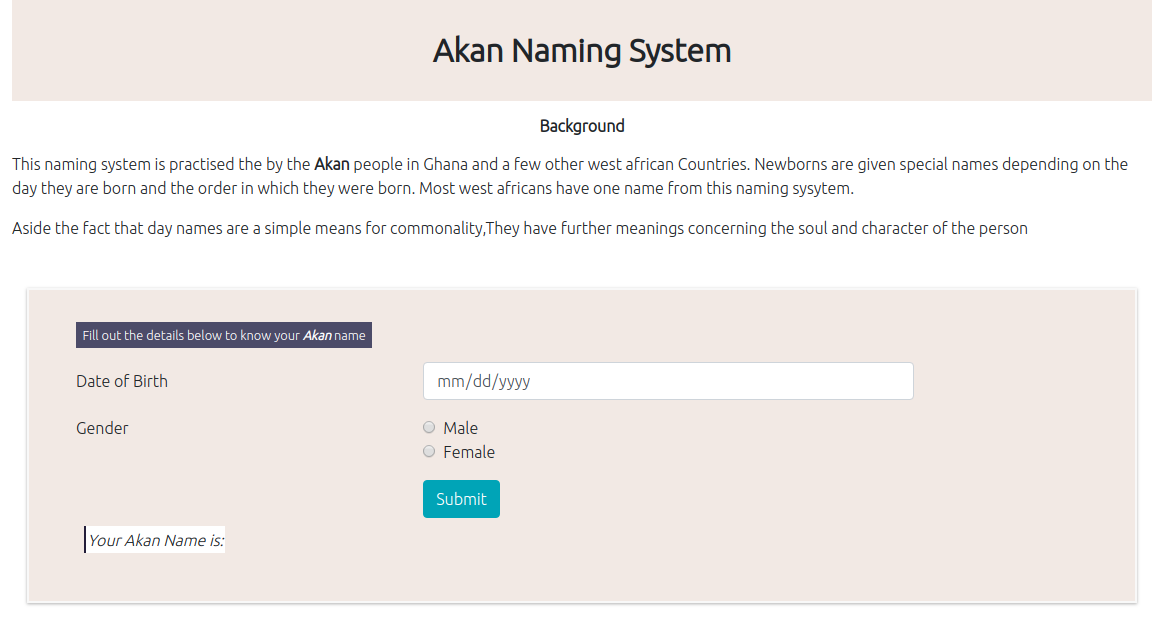 Akan Naming System
Background
This naming system is practised the by the Akan people in Ghana and a few other west african Countries. Newborns are given special names depending on the
day they are born and the order in which they were born. Most west africans have one name from this naming sysytem.
Aside the fact that day names are a simple means for commonality,They have further meanings concerning the soul and character of the person
Fill out the details below to know your Akan name
Date of Birth
mm/dd/yyyy
Gender
Male
Female
Submit
Your Akan Name is: